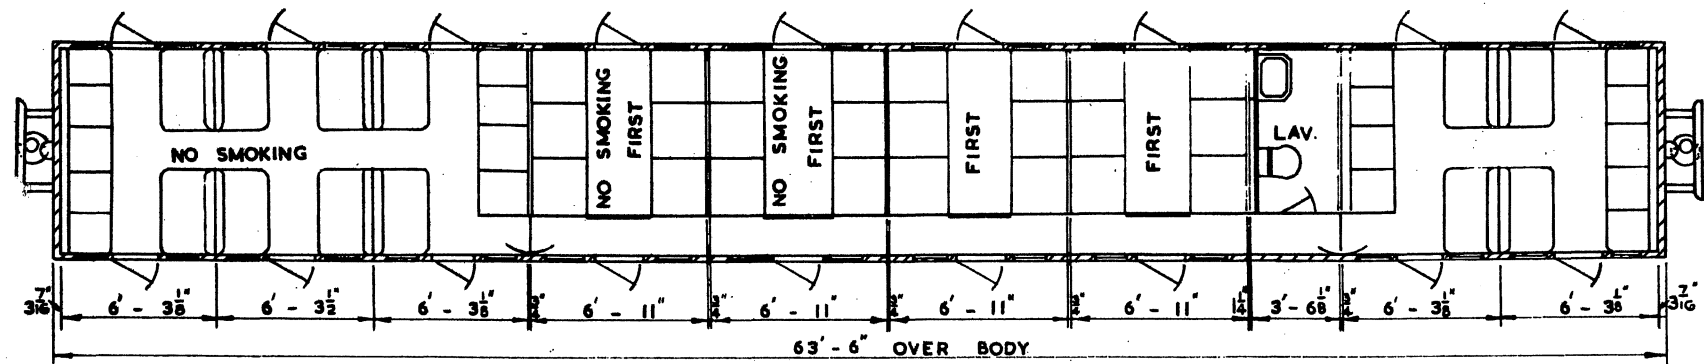 NO SMOKING
NO SMOKING
FIRST
NO SMOKING
FIRST
FIRST
FIRST
LAV.
3 7/16" 6' - 3 1/8" 6' - 3 1/2" 6' - 3 1/8" 3/4" 6' - 11" 3/4" 6' - 11" 3/4" 6' - 11" 3/4" 6' - 11" 1 1/4" 3' - 6 1/8" 3/4" 6' - 3 1/8" 6' - 3 1/8" 3 7/16"
63' - 6" OVER BODY